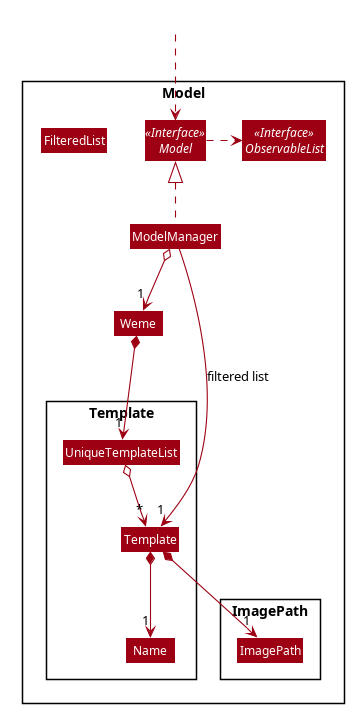 Model
FilteredList
«Interface»
Model
«Interface»
ObservableList
ModelManager
1
Weme
filtered list
Template
1
UniqueTemplateList
*
1
Template
ImagePath
1
1
Name
ImagePath